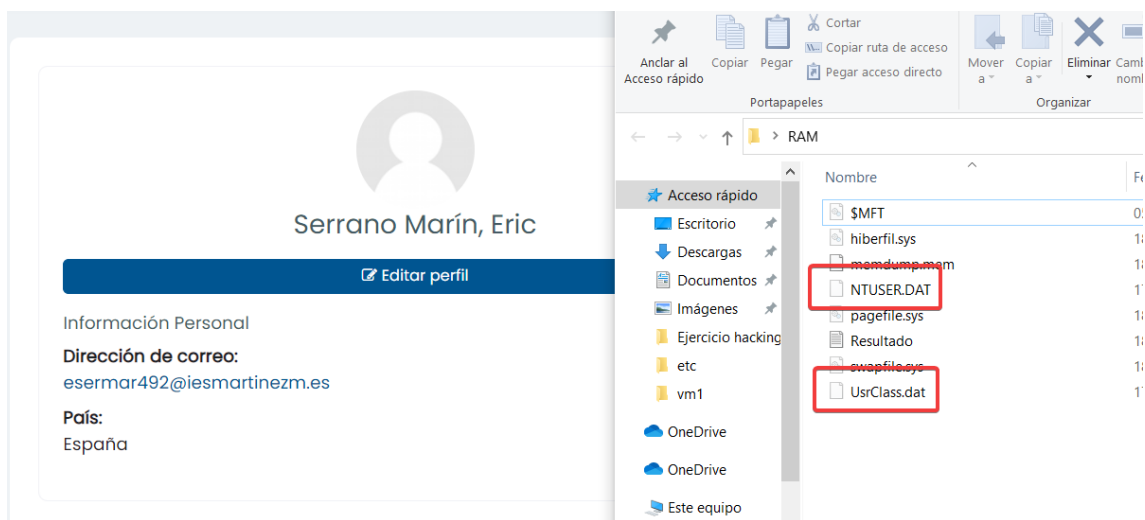 Serrano Marín, Eric
Editar perfil
Información Personal
Dirección de correo:
esermar492@iesmartinezm.es
País:
España
Anclar al
Acceso rápido
Copiar
Pegar
Cortar
Copiar ruta de acceso
Pegar acceso directo
Portapapeles
Mover
a
Copiar
a
Eliminar
Organizar
RAM
Acceso rápido
Escritorio
Descargas
Documentos
Imágenes
Ejercicio hacking
etc
vm1
OneDrive
OneDrive
Este equipo
Nombre
$MFT
hiberfil.sys
memdump.mem
NTUSER.DAT
pagefile.sys
Resultado
swapfile.sys
UsrClass.dat